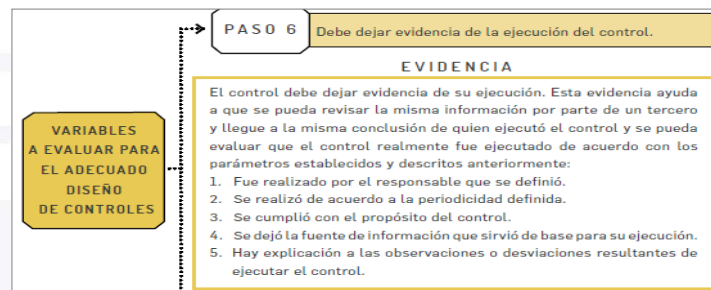 PASO 6
Debe dejar evidencia de la ejecución del control.
EVIDENCIA
El control debe dejar evidencia de su ejecución. Esta evidencia ayuda
a que se pueda revisar la misma información por parte de un tercero
y llegue a la misma conclusión de quien ejecutó el control y se pueda
evaluar que el control realmente fue ejecutado de acuerdo con los
parámetros establecidos y descritos anteriormente:
1. Fue realizado por el responsable que se definió.
2. Se realizó de acuerdo a la periodicidad definida.
3. Se cumplió con el propósito del control.
4. Se dejó la fuente de información que sirvió de base para su ejecución.
5. Hay explicación a las observaciones o desviaciones resultantes de
ejecutar el control.
VARIABLES
A EVALUAR PARA
EL ADECUADO
DISEÑO
DE CONTROLES